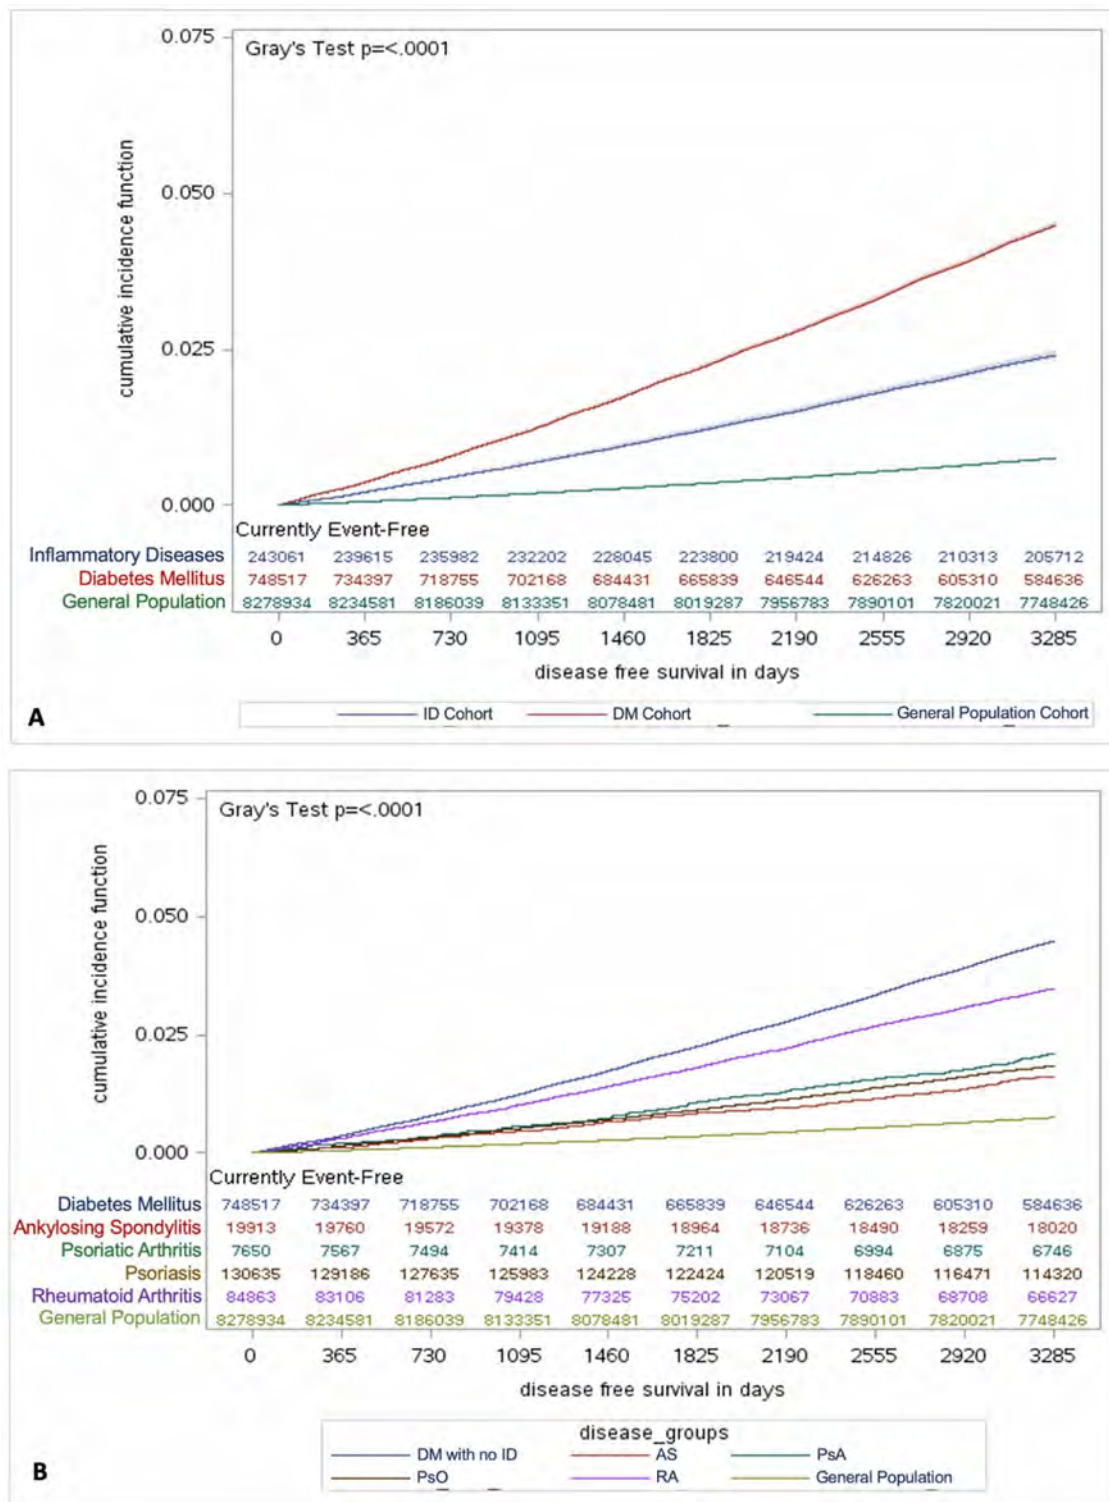 0.075
Gray's Test p=<.0001
0.050
cumulative incidence function
0.025
0.000
Currently Event-Free
Inflammatory Diseases 243061 239615 235982 232202 228045 223800 219424 214826 210313 205712
Diabetes Mellitus 748517 734397 718755 702168 684431 665839 646544 626263 605310 584636
General Population 8278934 8234581 8186039 8133351 8078481 8019287 7956783 7890101 7820021 7748426
0 365 730 1095 1460 1825 2190 2555 2920 3285
disease free survival in days
A
ID Cohort DM Cohort General Population Cohort
0.075
Gray's Test p=<.0001
0.050
cumulative incidence function
0.025
0.000
Currently Event-Free
Diabetes Mellitus 748517 734397 718755 702168 684431 665839 646544 626263 605310 584636
Ankylosing Spondylitis 19913 19760 19572 19378 19188 18964 18736 18490 18259 18020
Psoriatic Arthritis 7650 7567 7494 7414 7307 7211 7104 6994 6875 6746
Psoriasis 130635 129186 127635 125983 124228 122424 120519 118460 116471 114320
Rheumatoid Arthritis 84863 83106 81283 79428 77325 75202 73067 70883 68708 66627
General Population 8278934 8234581 8186039 8133351 8078481 8019287 7956783 7890101 7820021 7748426
0 365 730 1095 1460 1825 2190 2555 2920 3285
disease free survival in days
disease_groups
DM with no ID AS PsA
PsO RA General Population
B